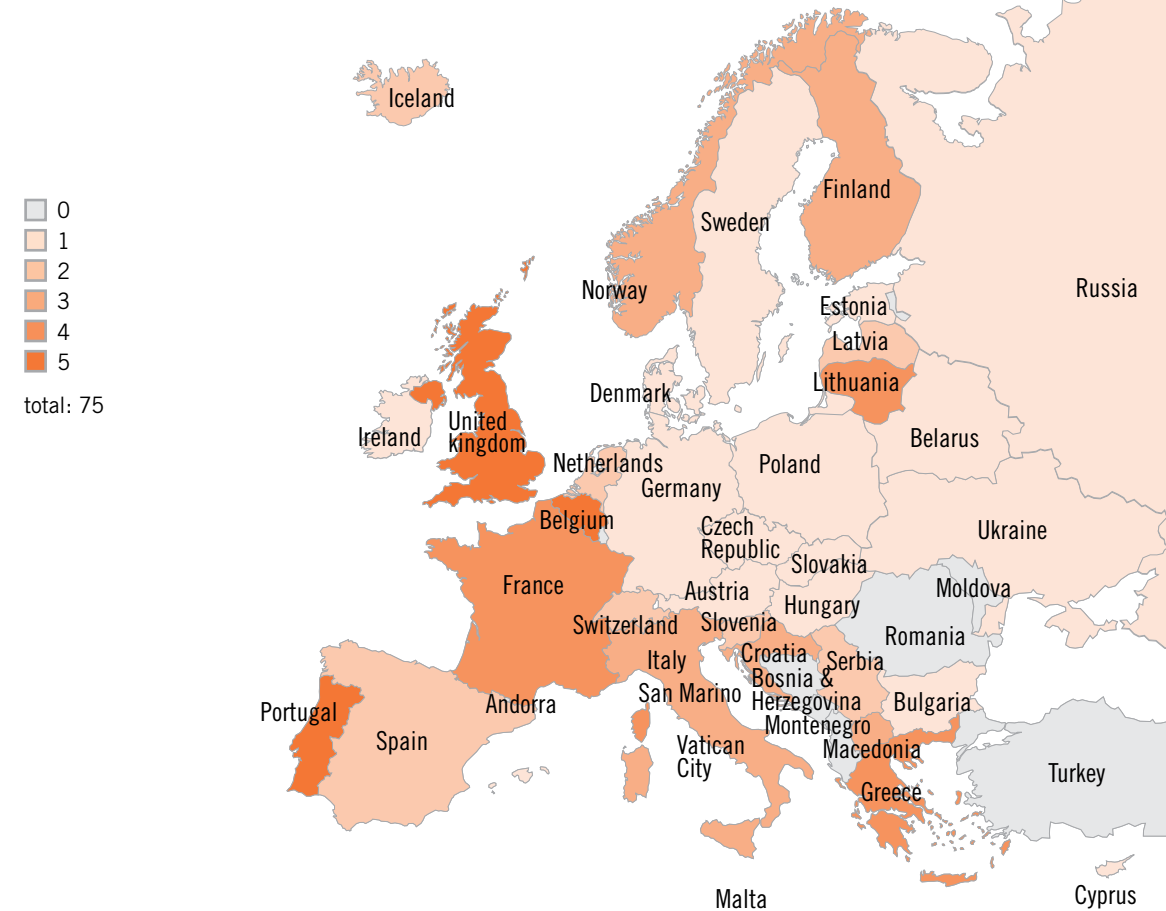 Iceland
0
1
2
3
4
5
total: 75
Finland
Sweden
Norway
Russia
Estonia
Latvia
Lithuania
Denmark
Ireland
United
kingdom
Belarus
Netherlands
Poland
Germany
Belgium
Czech
Republic
Ukraine
Slovakia
France
Austria
Moldova
Hungary
Switzerland
Slovenia
Romania
Croatia
Italy
Serbia
Bosnia &
Herzegovina
San Marino
Andorra
Bulgaria
Portugal
Montenegro
Spain
Vatican
City
Macedonia
Turkey
Greece
Malta
Cyprus